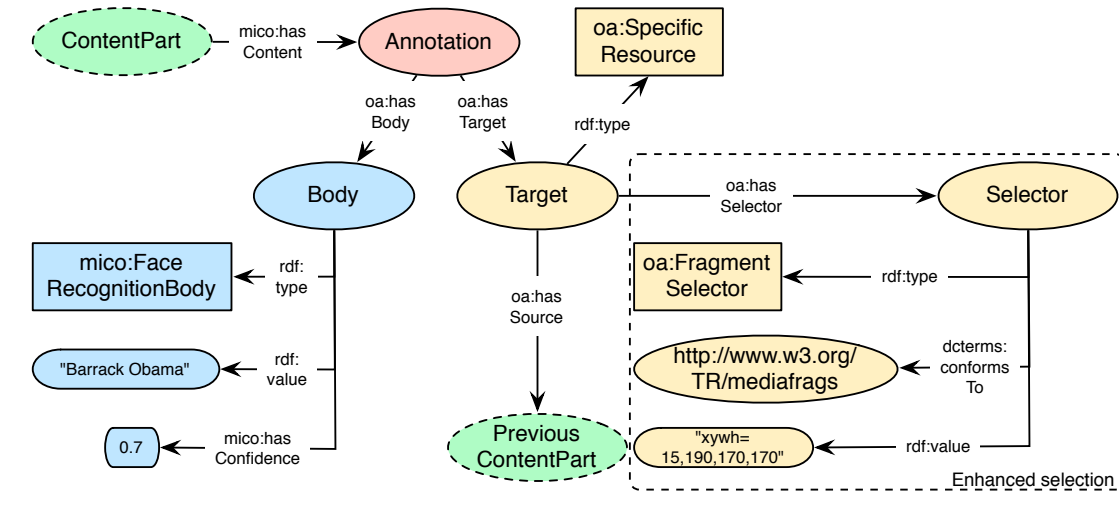 ContentPart
mico:has
Content
Annotation
oa:Specific
Resource
oa:has
Body
oa:has
Target
rdf:type
Body
Target
oa:has
Selector
Selector
mico:Face
RecognitionBody
rdf:
type
oa:has
Source
oa:Fragment
Selector
rdf:type
"Barrack Obama"
rdf:
value
http://www.w3.org/
TR/mediafrags
dcterms:
conforms
To
0.7
mico:has
Confidence
Previous
ContentPart
"xywh=
15,190,170,170"
rdf:value
Enhanced selection